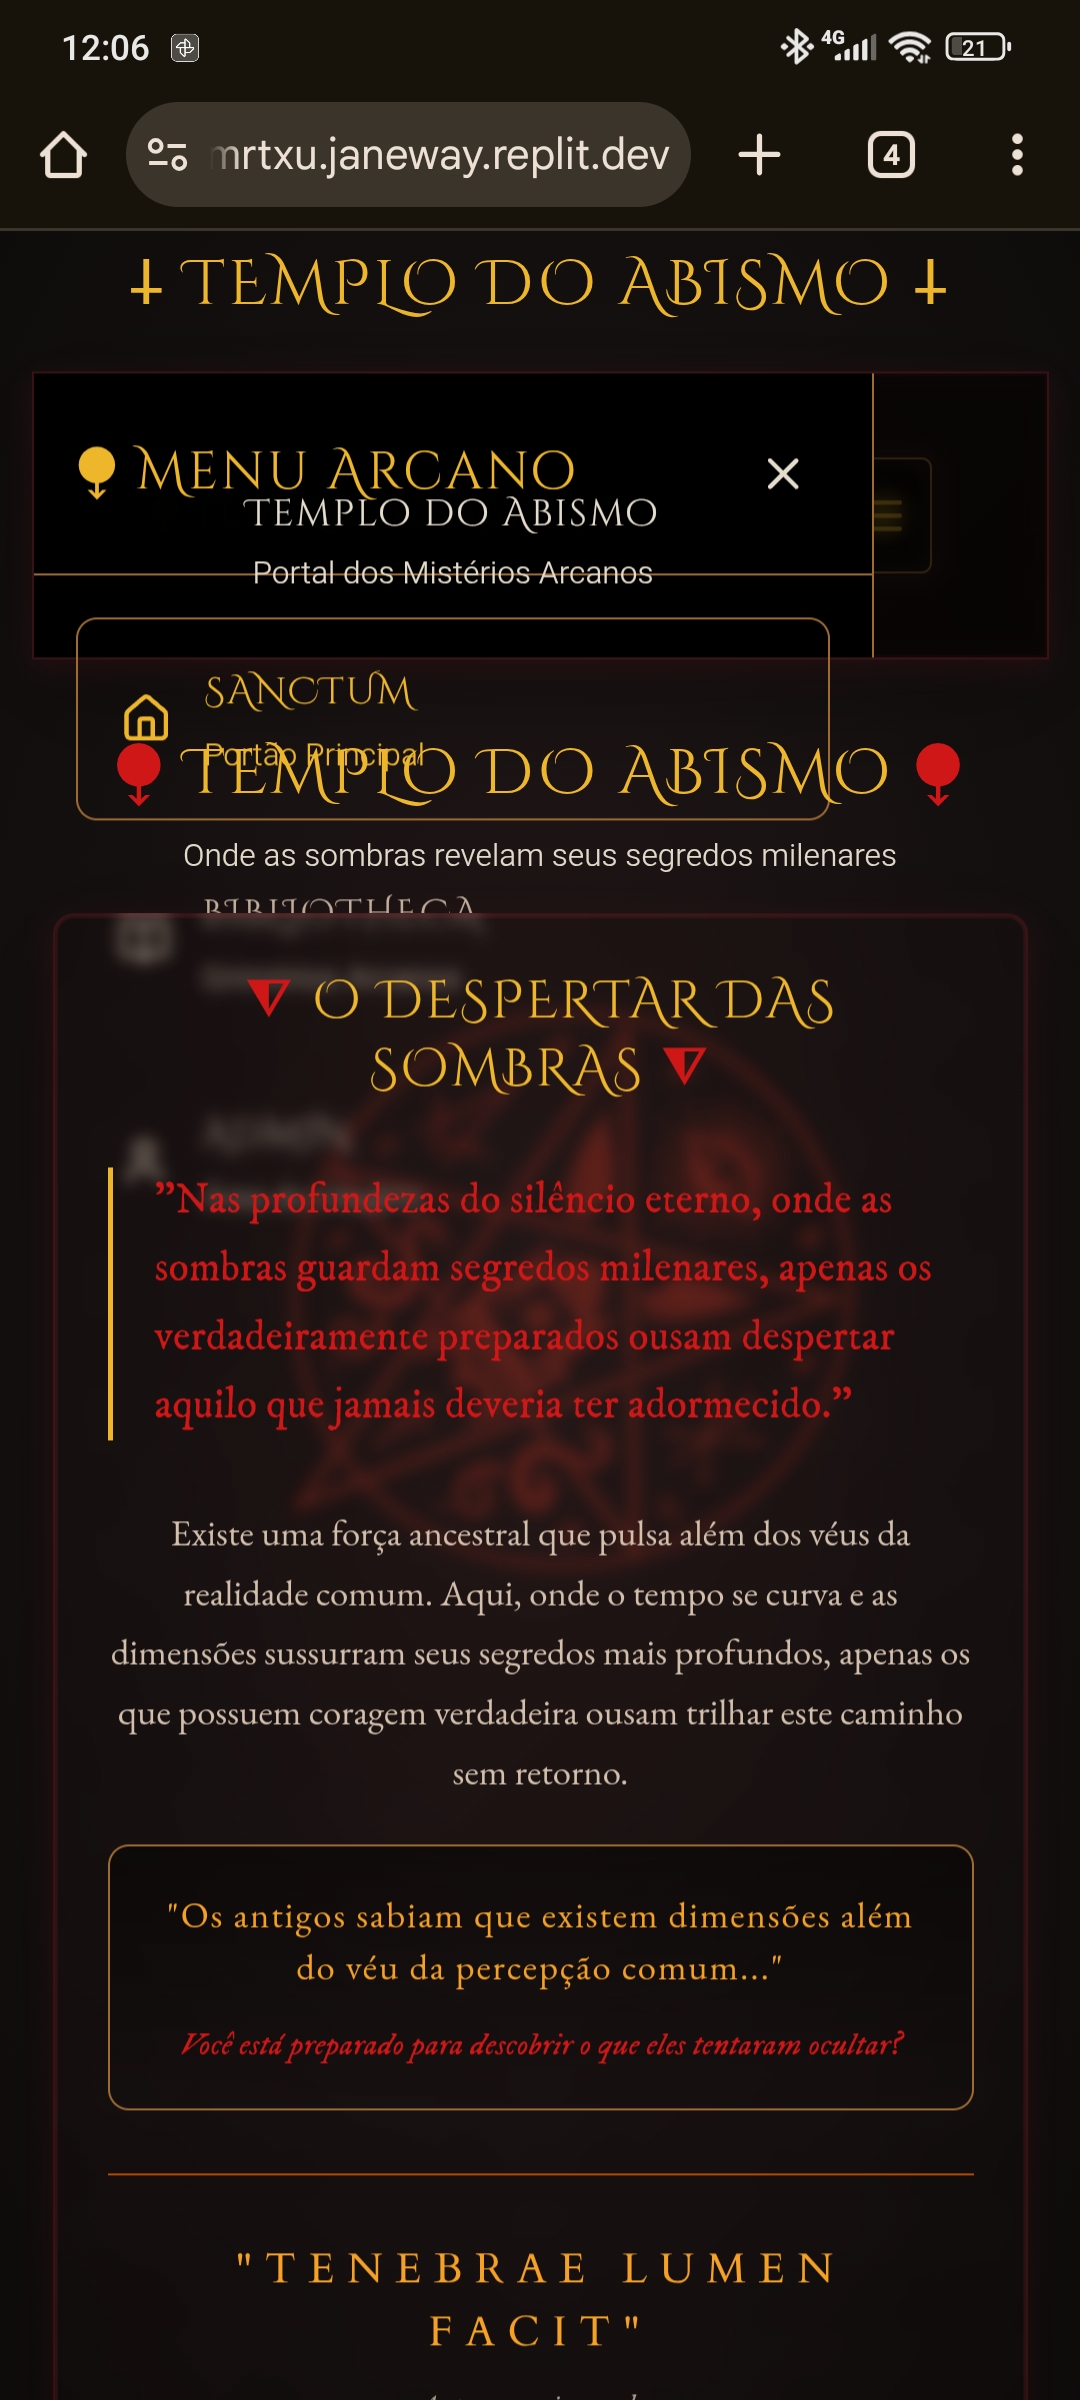 12:06
4G
21
mrtxu.janeway.replit.dev
4
TEMPLO DO ABISMO
MENU ARCANO
TEMPLO DO ABISMO
Portal dos Mistérios Arcanos
SANCTUM
Portão Principal
TEMPLO DO ABISMO
Onde as sombras revelam seus segredos milenares
BIBLIOTHECA
O DESPERTAR DAS
SOMBRAS
”Nas profundezas do silêncio eterno, onde as
sombras guardam segredos milenares, apenas os
verdadeiramente preparados ousam despertar
aquilo que jamais deveria ter adormecido.”
Existe uma força ancestral que pulsa além dos véus da
realidade comum. Aqui, onde o tempo se curva e as
dimensões sussurram seus segredos mais profundos, apenas os
que possuem coragem verdadeira ousam trilhar este caminho
sem retorno.
"Os antigos sabiam que existem dimensões além
do véu da percepção comum..."
Você está preparado para descobrir o que eles tentaram ocultar?
"TENEBRAE LUMEN
FACIT"